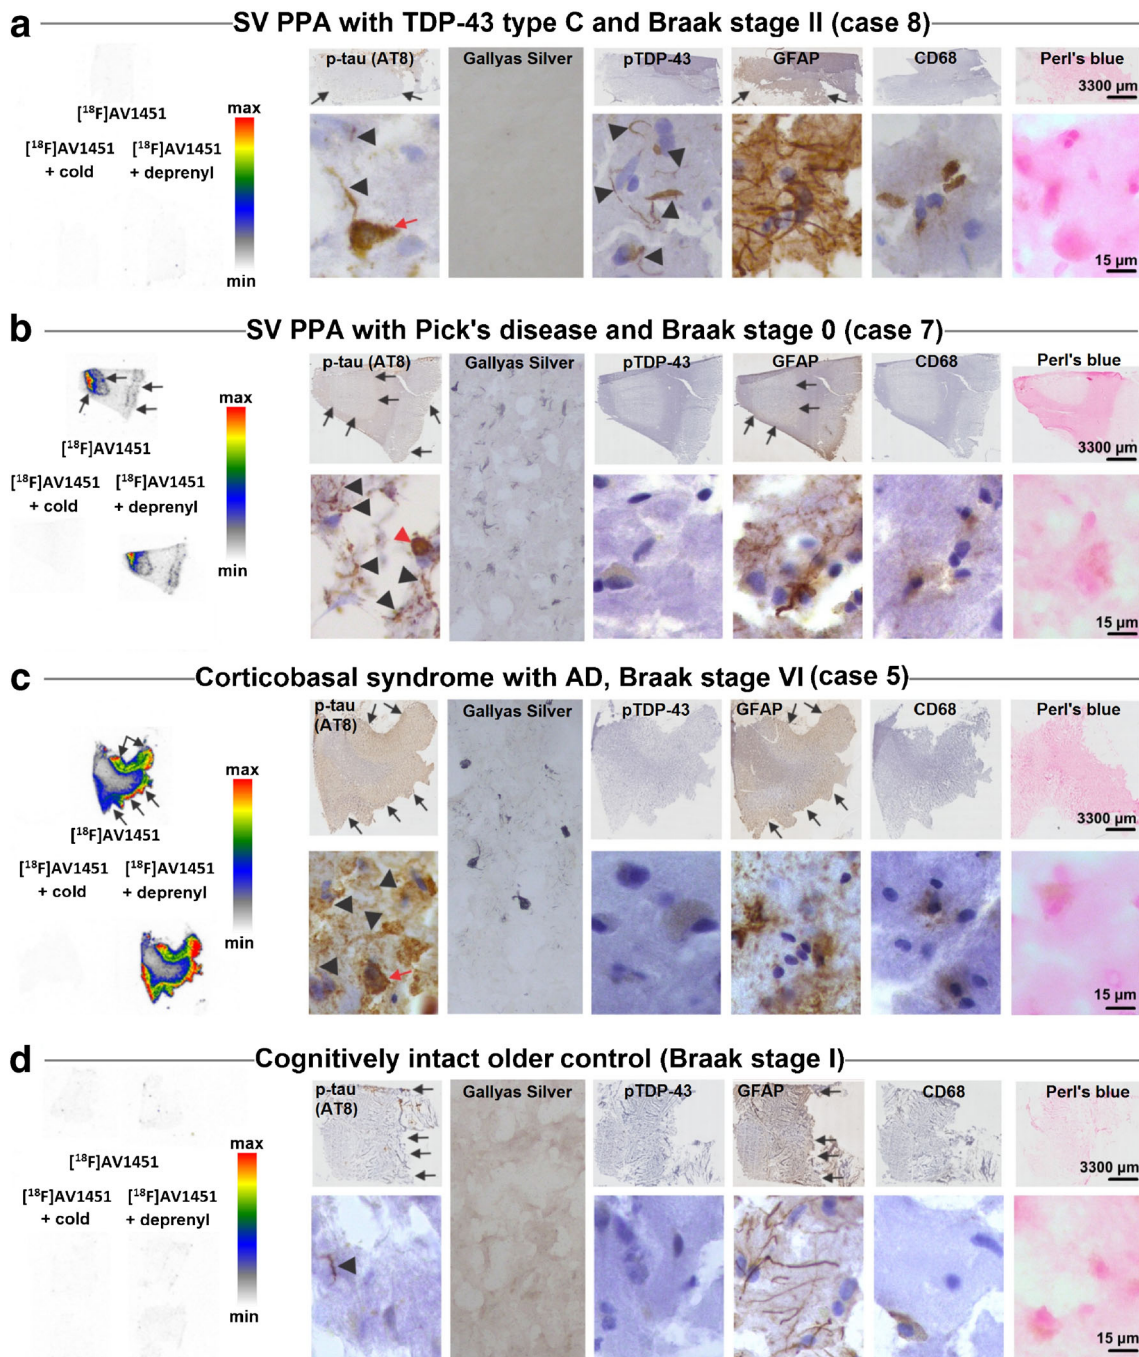 a SV PPA with TDP-43 type C and Braak stage II (case 8)
p-tau (AT8) Gallyas Silver pTDP-43 GFAP CD68 Perl's blue
3300 µm
[¹⁸F]AV1451
max
[¹⁸F]AV1451 [¹⁸F]AV1451
+ cold + deprenyl
min
15 µm
b SV PPA with Pick's disease and Braak stage 0 (case 7)
p-tau (AT8) Gallyas Silver pTDP-43 GFAP CD68 Perl's blue
max
[¹⁸F]AV1451
3300 µm
[¹⁸F]AV1451 [¹⁸F]AV1451
+ cold + deprenyl
min
15 µm
c Corticobasal syndrome with AD, Braak stage VI (case 5)
p-tau
(AT8) Gallyas Silver pTDP-43 GFAP CD68 Perl's blue
max
[¹⁸F]AV1451
3300 µm
[¹⁸F]AV1451 [¹⁸F]AV1451
+ cold + deprenyl
min
15 µm
d Cognitively intact older control (Braak stage I)
p-tau
(AT8) Gallyas Silver pTDP-43 GFAP CD68 Perl's blue
max
[¹⁸F]AV1451
3300 µm
[¹⁸F]AV1451 [¹⁸F]AV1451
+ cold + deprenyl
min
15 µm